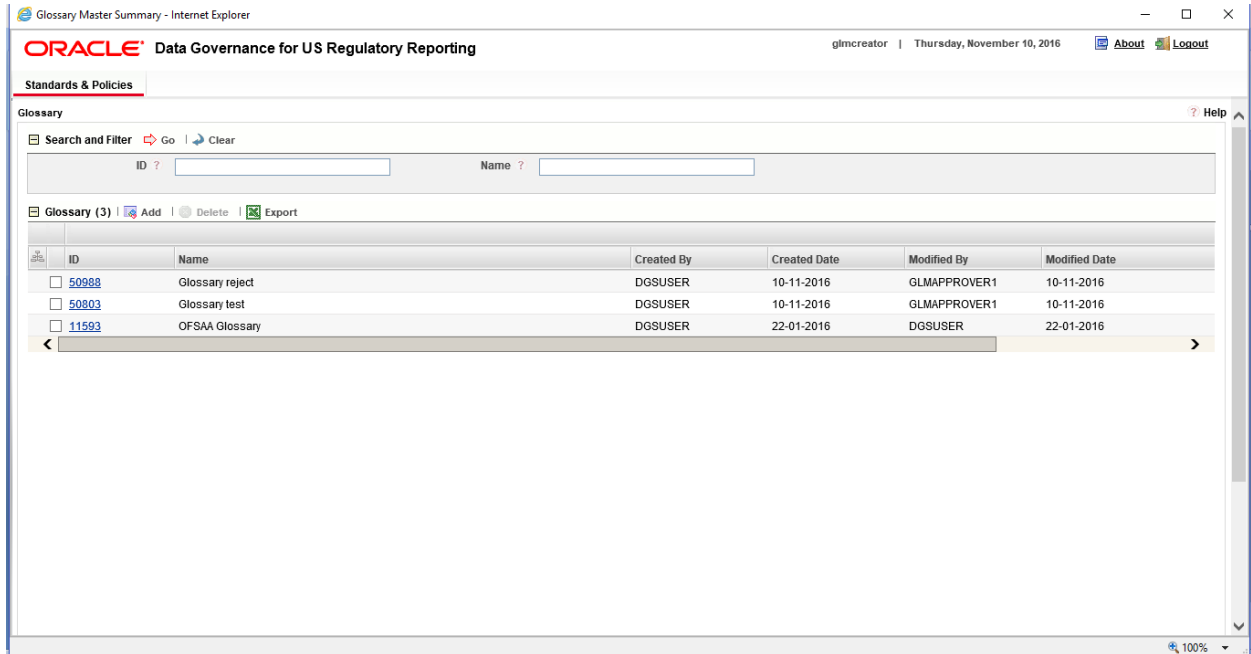 Glossary Master Summary - Internet Explorer
ORACLE Data Governance for US Regulatory Reporting
glmcreator | Thursday, November 10, 2016 About Logout
Standards & Policies
Glossary
? Help
Search and Filter Go | Clear
ID ? Name ?
Glossary (3) | Add | Delete | Export
ID Name Created By Created Date Modified By Modified Date
50988 Glossary reject DGSUSER 10-11-2016 GLMAPPROVER1 10-11-2016
50803 Glossary test DGSUSER 10-11-2016 GLMAPPROVER1 10-11-2016
11593 OFSAA Glossary DGSUSER 22-01-2016 DGSUSER 22-01-2016
100%